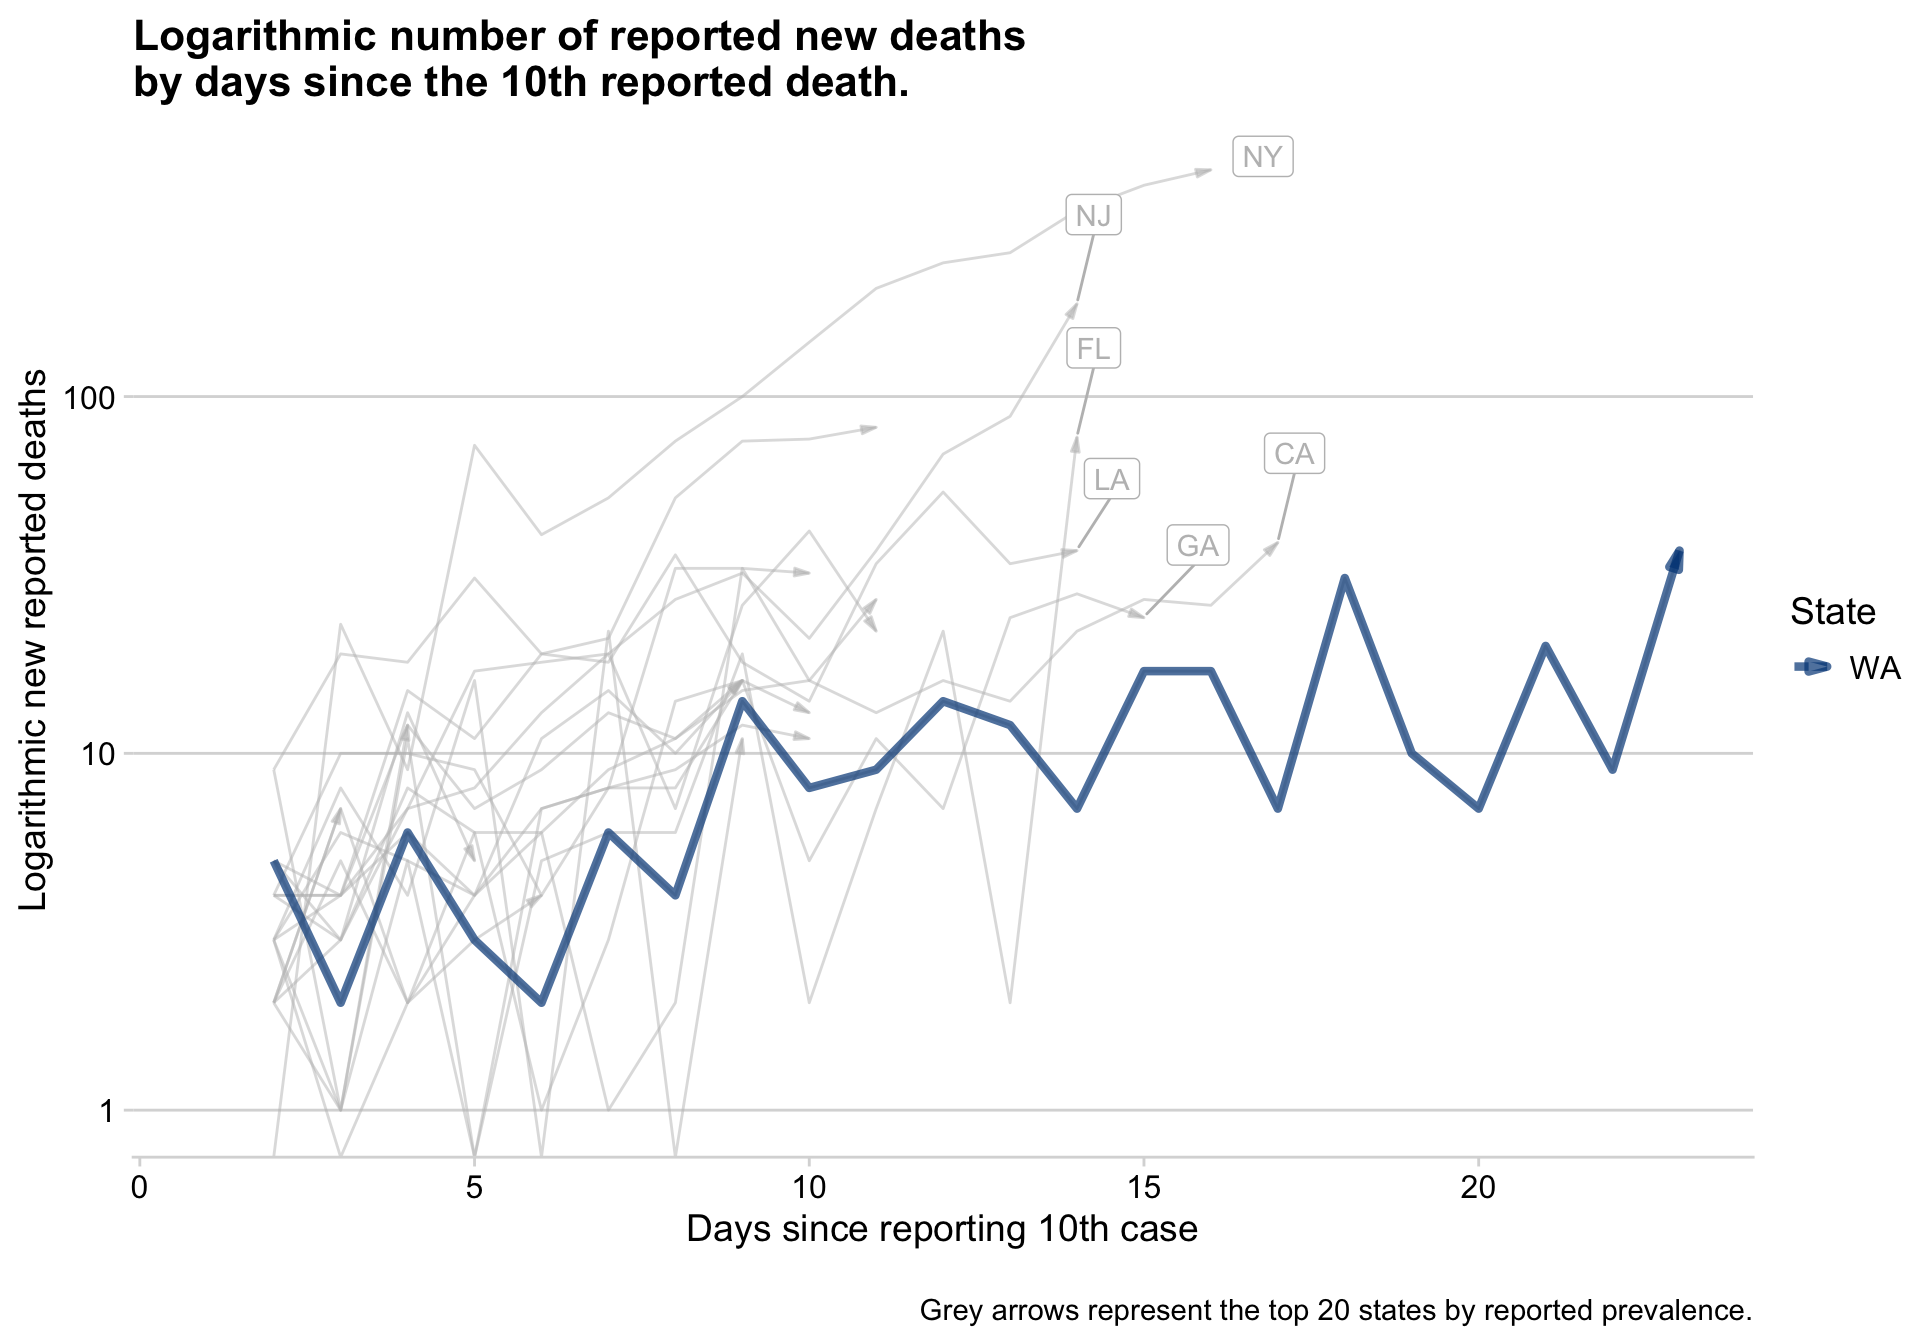 Logarithmic number of reported new deaths
by days since the 10th reported death.
NY
NJ
FL
CA
LA
GA
100
10
1
Logarithmic new reported deaths
State
WA
0 5 10 15 20
Days since reporting 10th case
Grey arrows represent the top 20 states by reported prevalence.